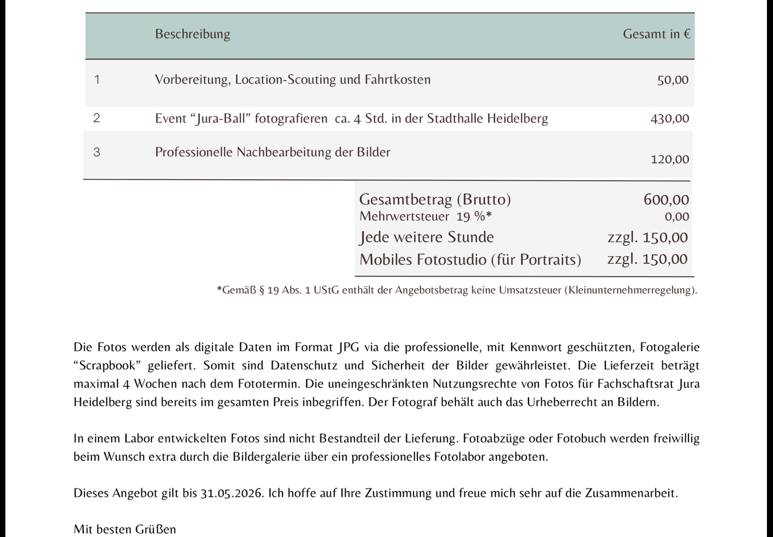 Beschreibung Gesamt in €
1 Vorbereitung, Location-Scouting und Fahrtkosten 50,00
2 Event “Jura-Ball” fotografieren ca. 4 Std. in der Stadthalle Heidelberg 430,00
3 Professionelle Nachbearbeitung der Bilder 120,00
Gesamtbetrag (Brutto) 600,00
Mehrwertsteuer 19 %* 0,00
Jede weitere Stunde zzgl. 150,00
Mobiles Fotostudio (für Portraits) zzgl. 150,00
*Gemäß § 19 Abs. 1 UStG enthält der Angebotsbetrag keine Umsatzsteuer (Kleinunternehmerregelung).
Die Fotos werden als digitale Daten im Format JPG via die professionelle, mit Kennwort geschützten, Fotogalerie
“Scrapbook” geliefert. Somit sind Datenschutz und Sicherheit der Bilder gewährleistet. Die Lieferzeit beträgt
maximal 4 Wochen nach dem Fototermin. Die uneingeschränkten Nutzungsrechte von Fotos für Fachschaftsrat Jura
Heidelberg sind bereits im gesamten Preis inbegriffen. Der Fotograf behält auch das Urheberrecht an Bildern.
In einem Labor entwickelten Fotos sind nicht Bestandteil der Lieferung. Fotoabzüge oder Fotobuch werden freiwillig
beim Wunsch extra durch die Bildergalerie über ein professionelles Fotolabor angeboten.
Dieses Angebot gilt bis 31.05.2026. Ich hoffe auf Ihre Zustimmung und freue mich sehr auf die Zusammenarbeit.
Mit besten Grüßen